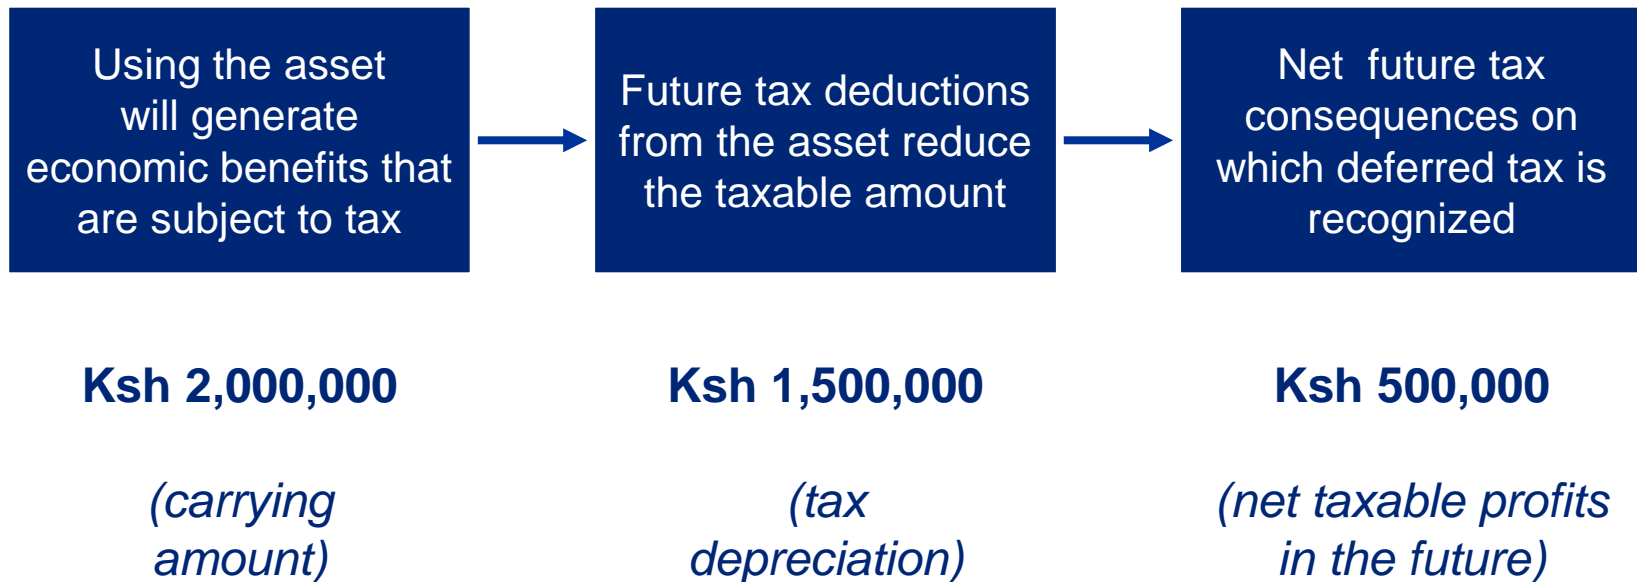 Using the asset
will generate
economic benefits that
are subject to tax
Future tax deductions
from the asset reduce
the taxable amount
Net  future tax
consequences on
which deferred tax is
recognized
Ksh 2,000,000
Ksh 1,500,000
Ksh 500,000
(carrying
amount)
(tax
depreciation)
(net taxable profits
in the future)